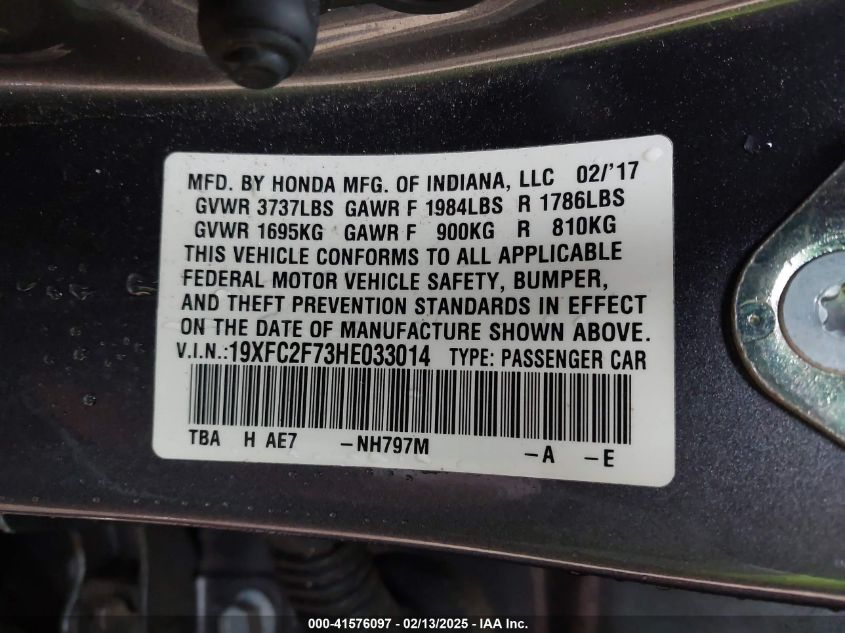 MFD. BY HONDA MFG. OF INDIANA, LLC 02/'17
GVWR 3737LBS GAWR F 1984LBS R 1786LBS
GVWR 1695KG GAWR F 900KG R 810KG
THIS VEHICLE CONFORMS TO ALL APPLICABLE
FEDERAL MOTOR VEHICLE SAFETY, BUMPER,
AND THEFT PREVENTION STANDARDS IN EFFECT
ON THE DATE OF MANUFACTURE SHOWN ABOVE.
V.I.N.:19XFC2F73HE033014 TYPE: PASSENGER CAR
TBA H AE7 -NH797M -A -E
000-41576097 - 02/13/2025 - IAA Inc.